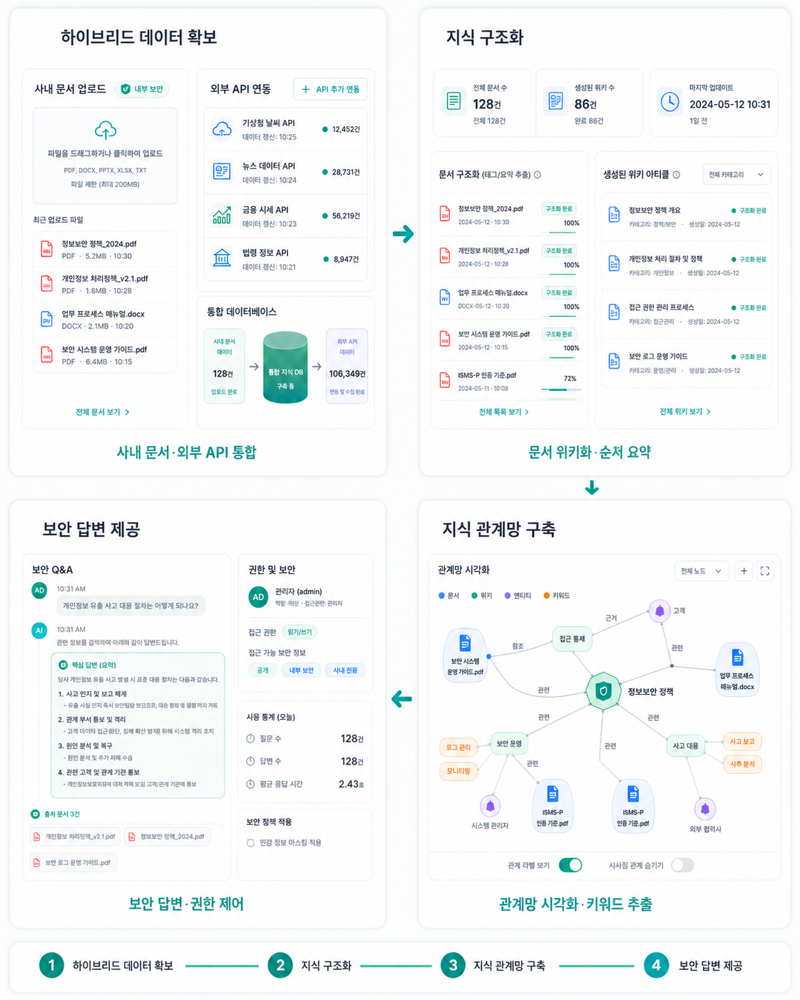 하이브리드 데이터 확보
사내 문서 업로드
내부 보안
파일을 드래그하거나 클릭하여 업로드
PDF, DOCX, PPTX, XLSX, TXT
파일 제한 (최대 200MB)
최근 업로드 파일
정보보안 정책_2024.pdf
PDF · 5.2MB · 10:30
개인정보 처리정책_v2.1.pdf
PDF · 1.8MB · 10:28
업무 프로세스 매뉴얼.docx
DOCX · 2.1MB · 10:20
보안 시스템 운영 가이드.pdf
PDF · 6.4MB · 10:15
전체 문서 보기 >
외부 API 연동
+ API 추가 연동
기상청 날씨 API
데이터 갱신: 10:25
12,452건
뉴스 데이터 API
데이터 갱신: 10:24
28,731건
금융 시세 API
데이터 갱신: 10:23
56,219건
법령 정보 API
데이터 갱신: 10:21
8,947건
통합 데이터베이스
사내 문서
데이터
128건
업로드 완료
통합 지식 DB
구축 중
외부 API
데이터
106,349건
연동 및 수집 완료
사내 문서·외부 API 통합
지식 구조화
전체 문서 수
128건
전체 128건
생성된 위키 수
86건
완료 86건
마지막 업데이트
2024-05-12 10:31
1일 전
문서 구조화 (태그/요약 추출)
정보보안 정책_2024.pdf
2024-05-12 · 10:30
구조화 완료
100%
개인정보 처리정책_v2.1.pdf
2024-05-12 · 10:28
구조화 완료
100%
업무 프로세스 매뉴얼.docx
DOCX-05-12 · 10:20
구조화 완료
100%
보안 시스템 운영 가이드.pdf
2024-05-12 · 10:15
구조화 완료
100%
ISMS-P 인증 기준.pdf
2024-05-11 · 10:08
72%
전체 목록 보기 >
생성된 위키 아티클
전체 카테고리
정보보안 정책 개요
카테고리: 정책/보안 · 생성일: 2024-05-12
구조화 완료
개인정보 처리 절차 및 정책
카테고리: 개인정보 · 생성일: 2024-05-12
구조화 완료
접근 권한 관리 프로세스
카테고리: 접근관리 · 생성일: 2024-05-12
구조화 완료
보안 로그 운영 가이드
카테고리: 운영/관리 · 생성일: 2024-05-12
구조화 완료
전체 위키 보기 >
문서 위키화·순처 요약
보안 답변 제공
보안 Q&A
AD
10:31 AM
개인정보 유출 사고 대응 질차는 어떻게 되나요?
AI
10:31 AM
관련 정보를 검색하여 아래와 같이 답변드립니다.
핵심 답변 (요약)
당사 개인정보 유출 사고 발생 시 표준 대응 절차는 다음과 같습니다.
1. 사고 인지 및 보고 체계
- 유출 사실 인지 즉시
2. 관계 부서 통보 및 격리
- 고객 데이터 접근 위해 시스템 격리 조치
3. 원인 분석 및 복구
- 원인 분석 및 추가 피해 수습
4. 관련 고객 및 관계 기관 통보
고객/관계 기관에 통보
출처 문서 3건
개인정보 처리정책_v2.1.pdf
정보보안 정책_2024.pdf
보안 로그 운영 가이드.pdf
권한 및 보안
AD
관리자 (admin)
접근권한: 관리자
접근 권한
읽기/쓰기
접근 가능 보안 정보
공개
내부 보안
사내 전용
사용 통계 (오늘)
질문 수
128건
답변 수
128건
평균 응답 시간
2.43초
보안 정책 적용
민감 정보 마스킹 적용
보안 답변·권한 제어
지식 관계망 구축
관계망 시각화
전체 노드
+
문서
위키
엔티티
키워드
고객
근거
접근 통제
참조
보안 시스템
운영 가이드.pdf
관련
업무 프로세스
매뉴얼.docx
정보보안 정책
관련
관련
관련
로그 관리
모니터링
보안 운영
관련
관련
사고 대응
사고 보고
사후 분석
시스템 관리자
ISMS-P
인증 기준.pdf
ISMS-P
인증 기준.pdf
외부 협력사
관계 라벨 보기
시사점 관계 숨기기
관계망 시각화·키워드 추출
1 하이브리드 데이터 확보
2 지식 구조화
3 지식 관계망 구축
4 보안 답변 제공